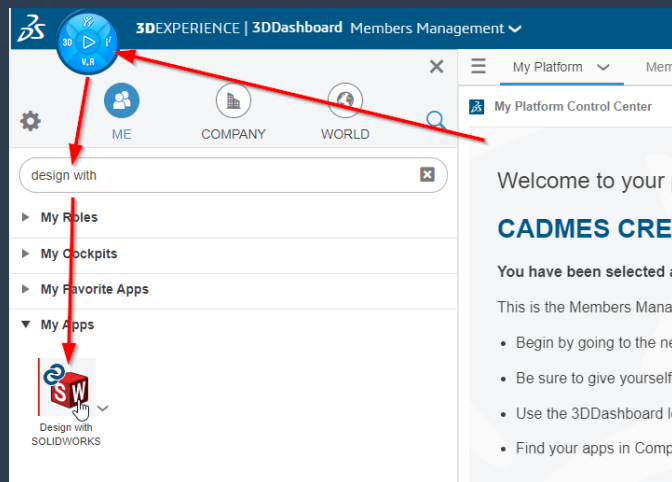 3DEXPERIENCE | 3DDashboard Members Management
3D
V.R
My Platform
Mem
My Platform Control Center
ME
COMPANY
WORLD
design with
My Roles
My Cockpits
My Favorite Apps
My Apps
SW
Design with
SOLIDWORKS
Welcome to your
CADMES CRE
You have been selected a
This is the Members Mana
• Begin by going to the ne
• Be sure to give yourself
• Use the 3DDashboard l
• Find your apps in Comp